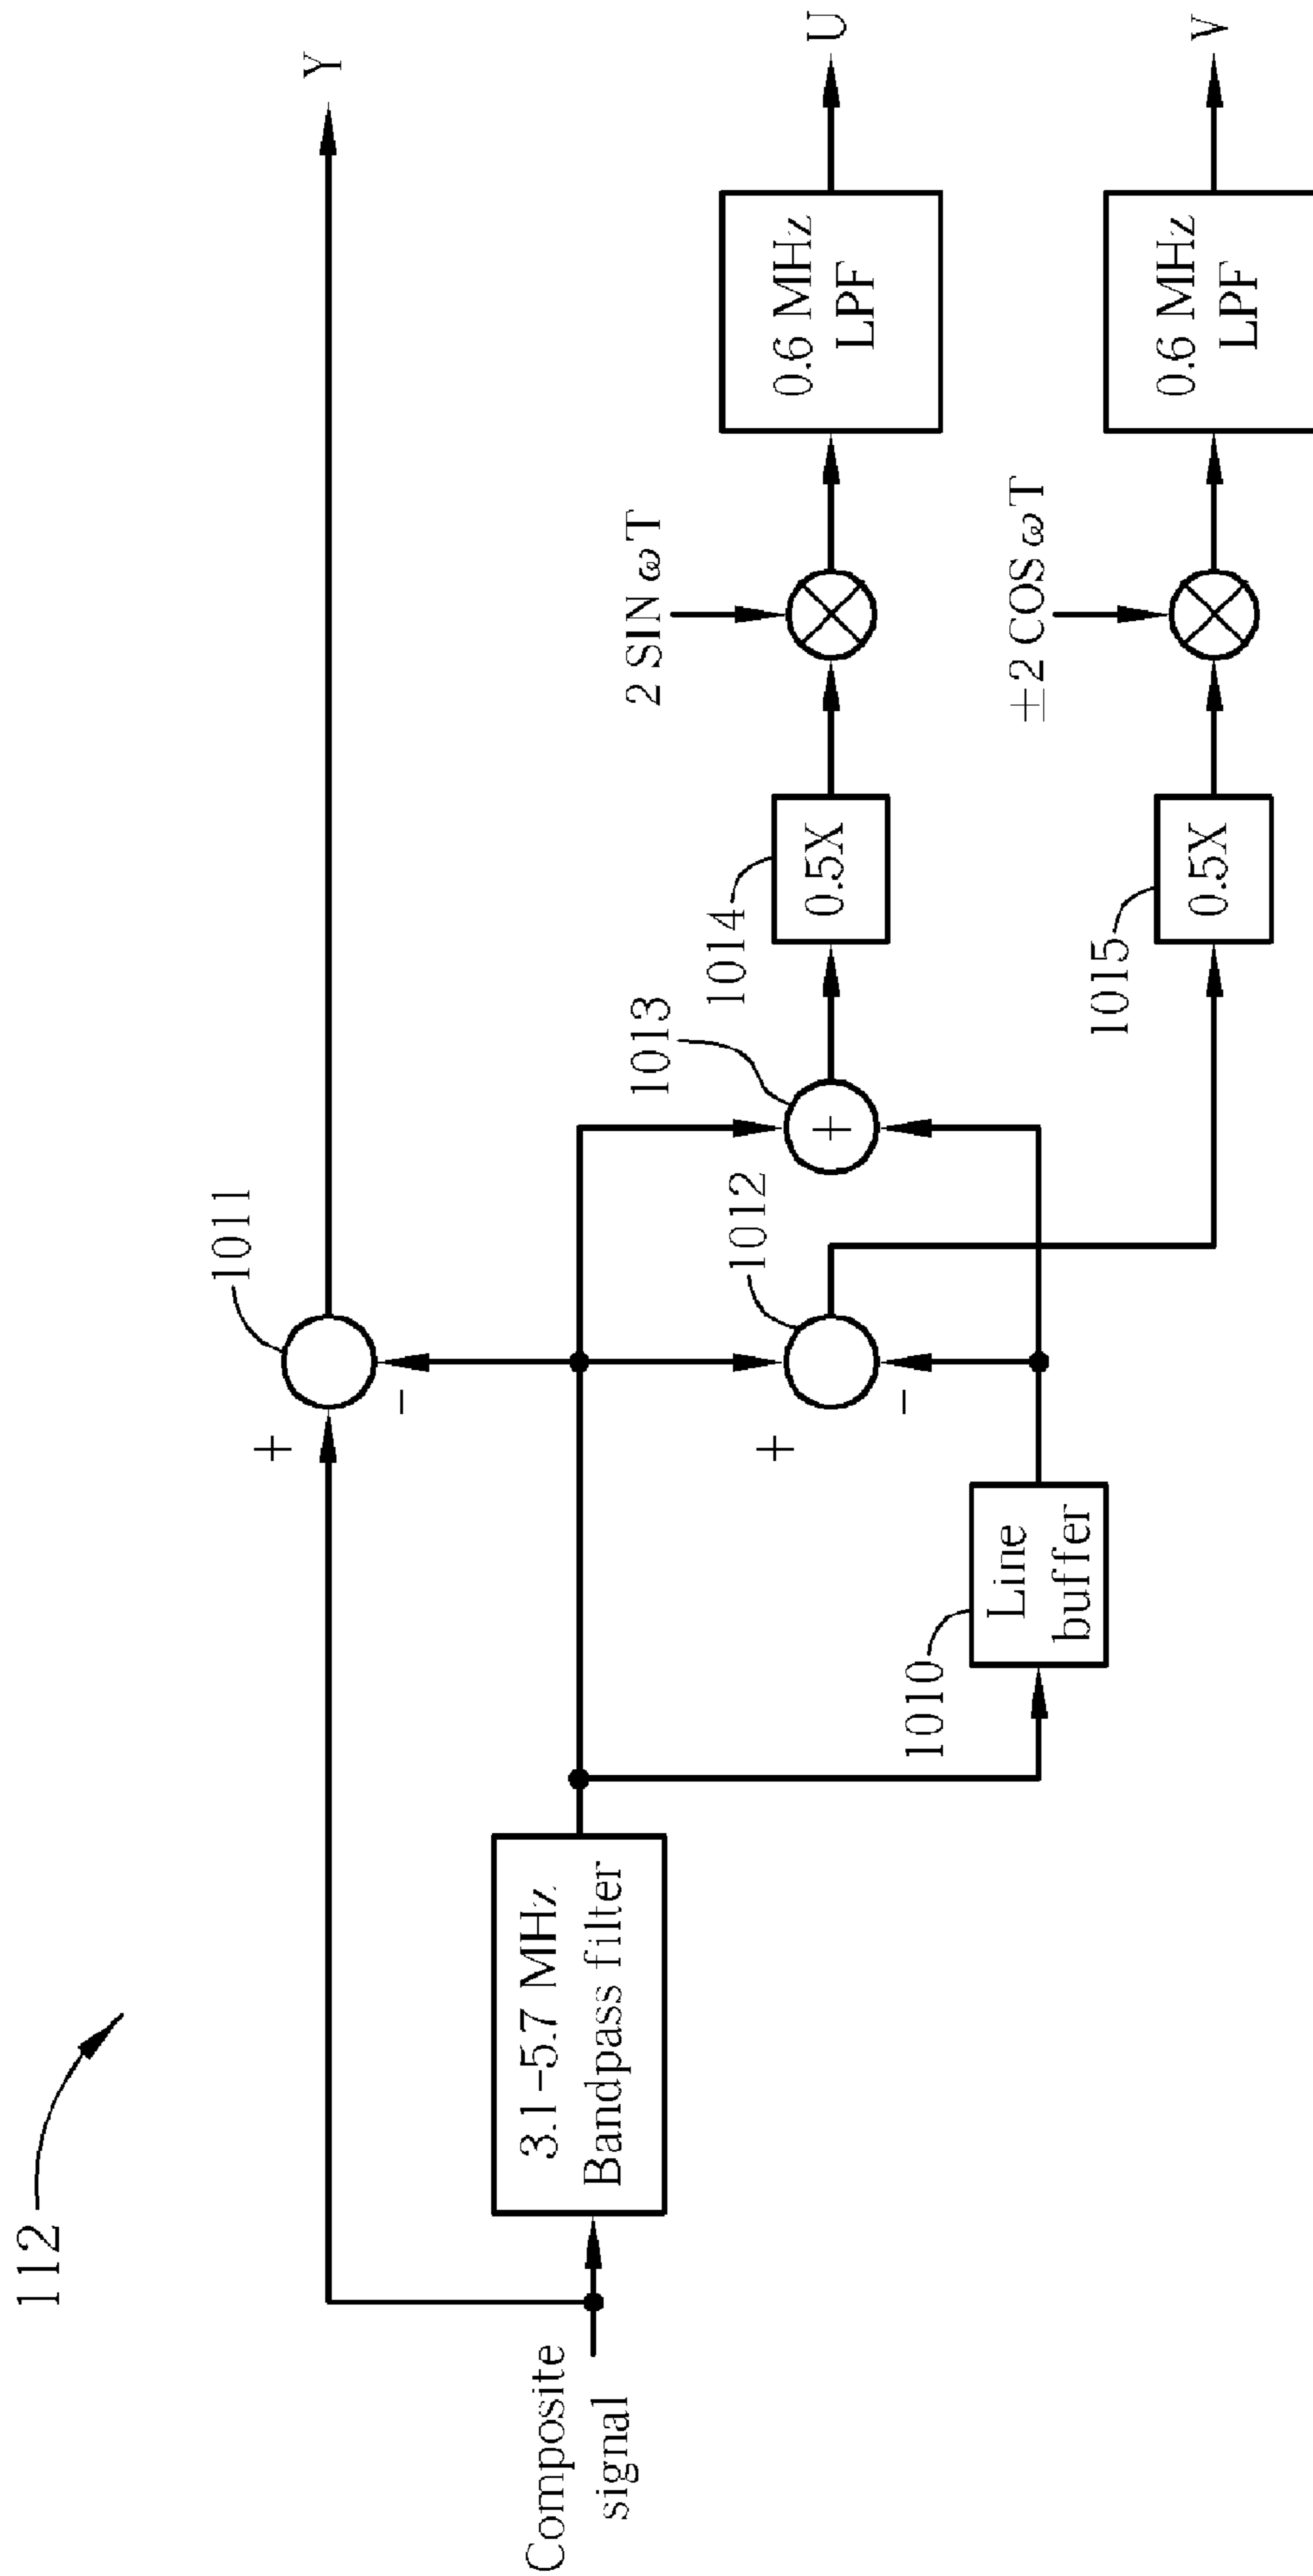 112
Composite
signal
3.1-5.7 MHz
Bandpass filter
1010
Line
buffer
+
-
1011
+
-
1012
1013
+
1014
0.5X
1015
0.5X
2 SIN ωT
±2 COS ωT
0.6 MHz
LPF
0.6 MHz
LPF
Y
U
V